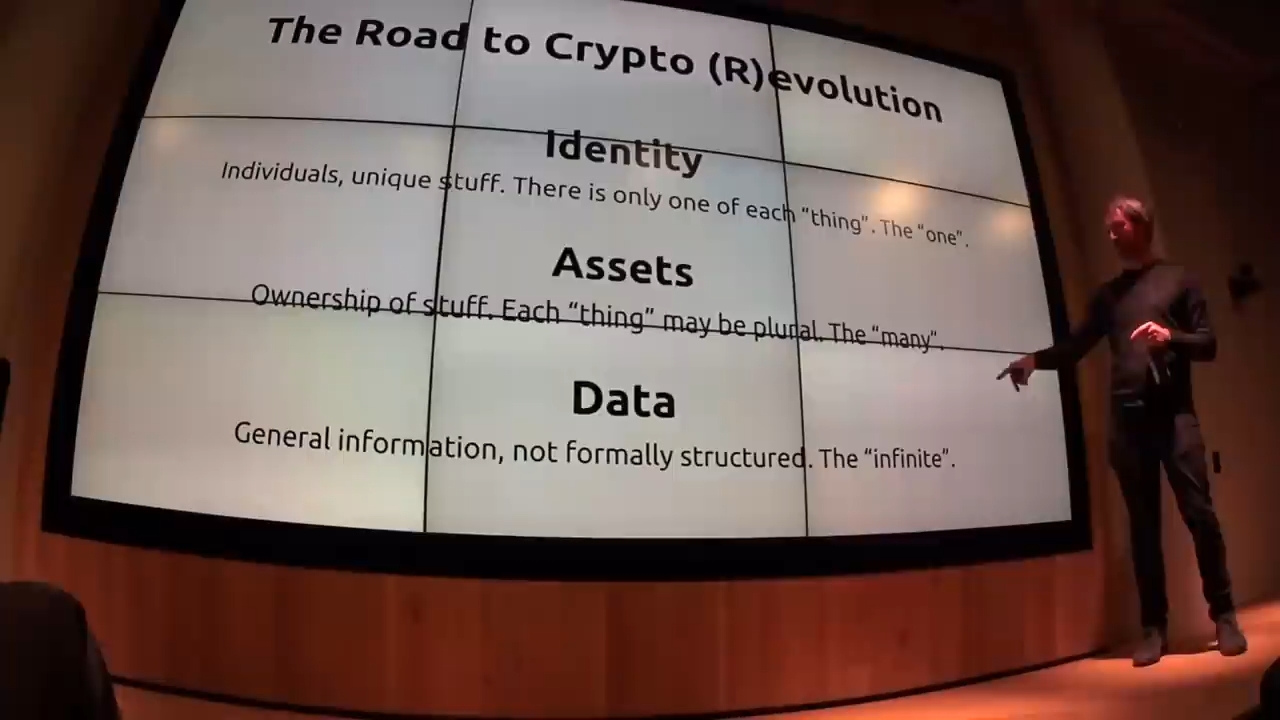 The Road to Crypto (R)evolution
Identity
Individuals, unique stuff. There is only one of each “thing”. The “one”.
Assets
Ownership of stuff. Each “thing” may be plural. The “many”.
Data
General information, not formally structured. The “infinite”.